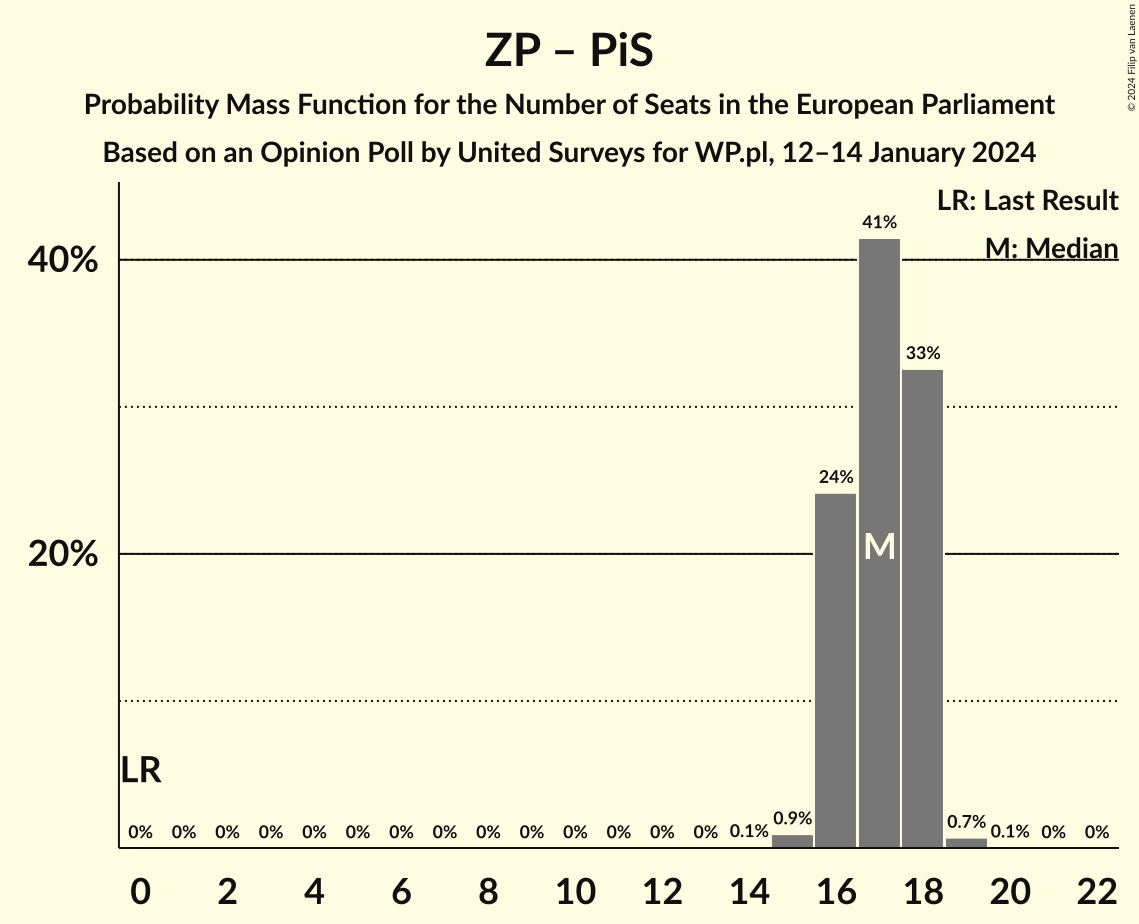 ZP – PiS
Probability Mass Function for the Number of Seats in the European Parliament
Based on an Opinion Poll by United Surveys for WP.pl, 12–14 January 2024
© 2024 Filip van Laenen
LR: Last Result
M: Median
40%
20%
41%
33%
24%
M
LR
0% 0% 0% 0% 0% 0% 0% 0% 0% 0% 0% 0% 0% 0% 0.1% 0.9% 0.7% 0.1% 0% 0%
0 2 4 6 8 10 12 14 16 18 20 22